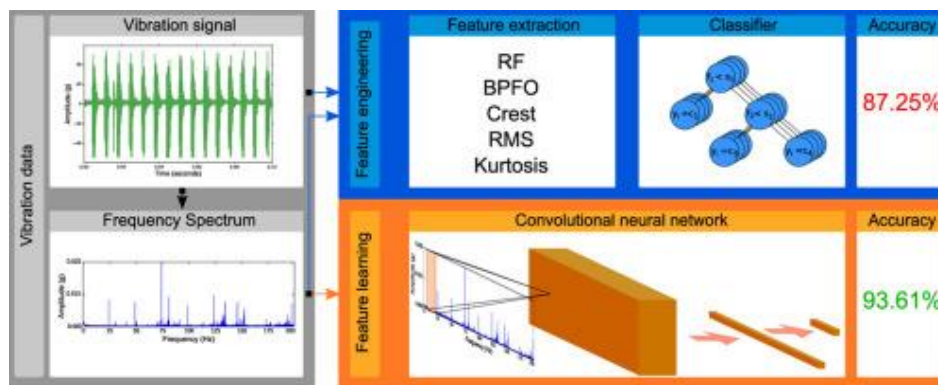 Vibration data
Vibration signal
Amplitude (g)
Time (seconds)
Frequency Spectrum
Amplitude (g)
Frequency (Hz)
Feature engineering
Feature extraction
RF
BPFO
Crest
RMS
Kurtosis
Classifier
Accuracy
87.25%
Feature learning
Convolutional neural network
Accuracy
93.61%